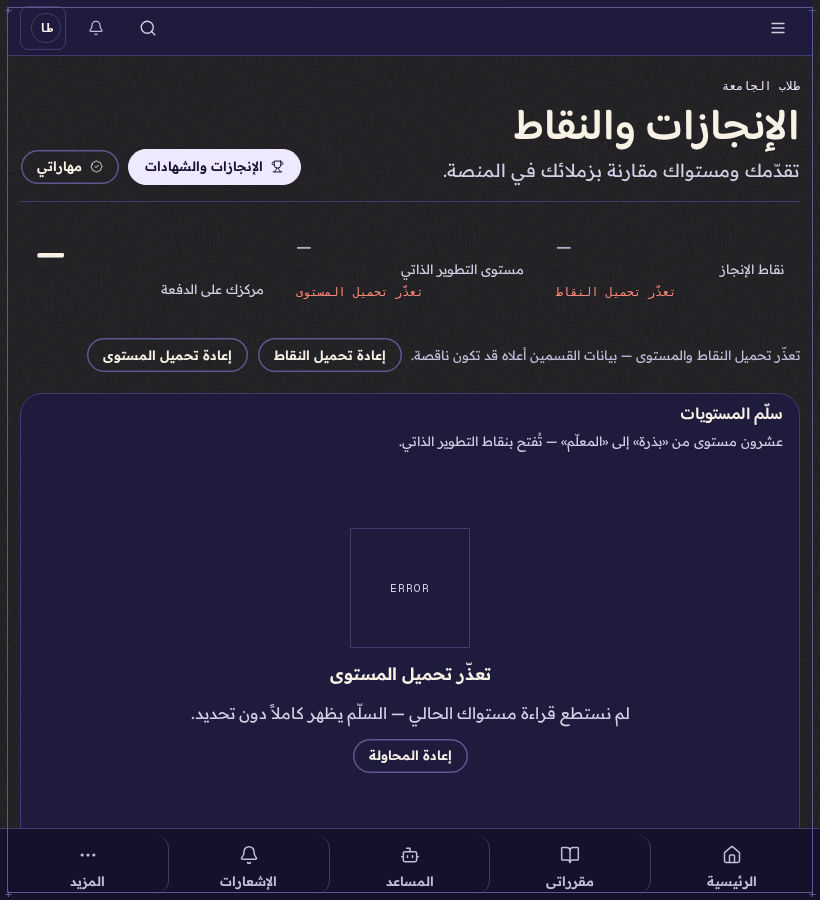 طا
طلاب الجامعة
الإنجازات والنقاط
تقدّمك ومستواك مقارنة بزملائك في المنصة.
الإنجازات والشهادات
مهاراتي
—
نقاط الإنجاز
تعذّر تحميل النقاط
—
مستوى التطوير الذاتي
تعذّر تحميل المستوى
—
مركزك على الدفعة
تعذّر تحميل النقاط والمستوى — بيانات القسمين أعلاه قد تكون ناقصة.
إعادة تحميل النقاط
إعادة تحميل المستوى
سلّم المستويات
عشرون مستوى من «بذرة» إلى «المعلّم» — تُفتح بنقاط التطوير الذاتي.
ERROR
تعذّر تحميل المستوى
لم نستطع قراءة مستواك الحالي — السلّم يظهر كاملاً دون تحديد.
إعادة المحاولة
الرئيسية
مقرراتي
المساعد
الإشعارات
المزيد